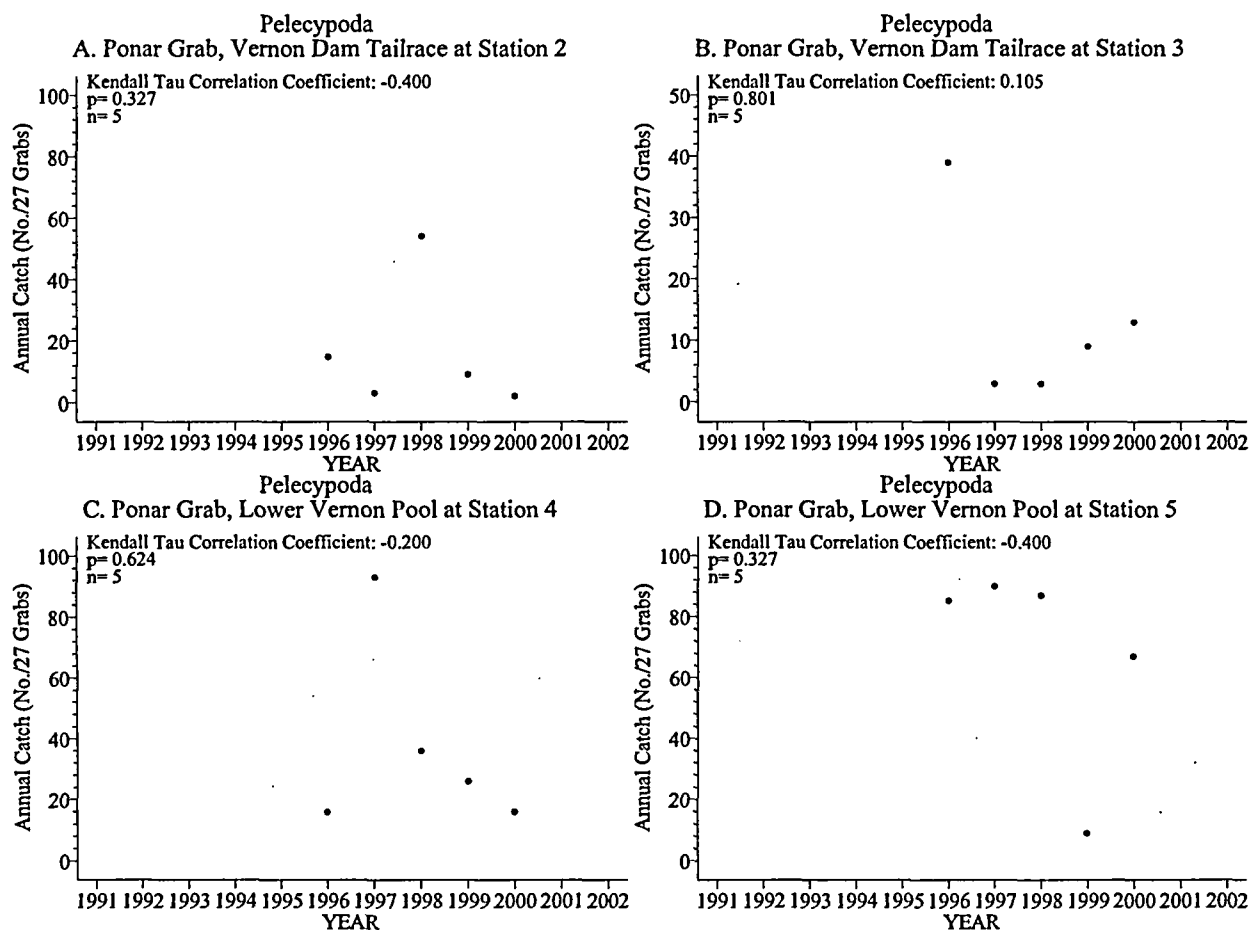 Pelecypoda
A. Ponar Grab, Vernon Dam Tailrace at Station 2
Kendall Tau Correlation Coefficient: -0.400
p= 0.327
n= 5
Annual Catch (No./27 Grabs)
100
80
60
40
20
0
1991 1992 1993 1994 1995 1996 1997 1998 1999 2000 2001 2002
YEAR
Pelecypoda
B. Ponar Grab, Vernon Dam Tailrace at Station 3
Kendall Tau Correlation Coefficient: 0.105
p= 0.801
n= 5
Annual Catch (No./27 Grabs)
50
40
30
20
10
0
1991 1992 1993 1994 1995 1996 1997 1998 1999 2000 2001 2002
YEAR
Pelecypoda
C. Ponar Grab, Lower Vernon Pool at Station 4
Kendall Tau Correlation Coefficient: -0.200
p= 0.624
n= 5
Annual Catch (No./27 Grabs)
100
80
60
40
20
0
1991 1992 1993 1994 1995 1996 1997 1998 1999 2000 2001 2002
YEAR
Pelecypoda
D. Ponar Grab, Lower Vernon Pool at Station 5
Kendall Tau Correlation Coefficient: -0.400
p= 0.327
n= 5
Annual Catch (No./27 Grabs)
100
80
60
40
20
0
1991 1992 1993 1994 1995 1996 1997 1998 1999 2000 2001 2002
YEAR